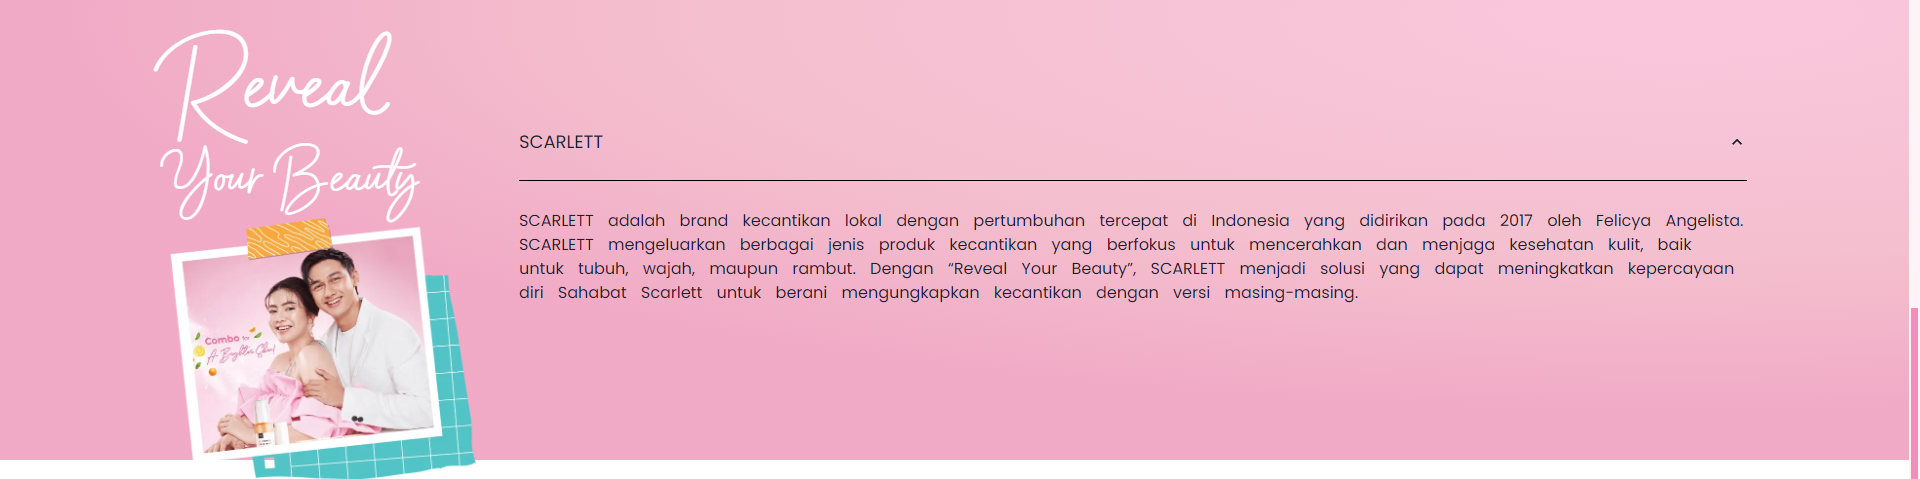 Reveal
Your Beauty
SCARLETT
SCARLETT adalah brand kecantikan lokal dengan pertumbuhan tercepat di Indonesia yang didirikan pada 2017 oleh Felicya Angelista.
SCARLETT mengeluarkan berbagai jenis produk kecantikan yang berfokus untuk mencerahkan dan menjaga kesehatan kulit, baik
untuk tubuh, wajah, maupun rambut. Dengan “Reveal Your Beauty”, SCARLETT menjadi solusi yang dapat meningkatkan kepercayaan
diri Sahabat Scarlett untuk berani mengungkapkan kecantikan dengan versi masing-masing.
Combo for
A Brighter Skin!